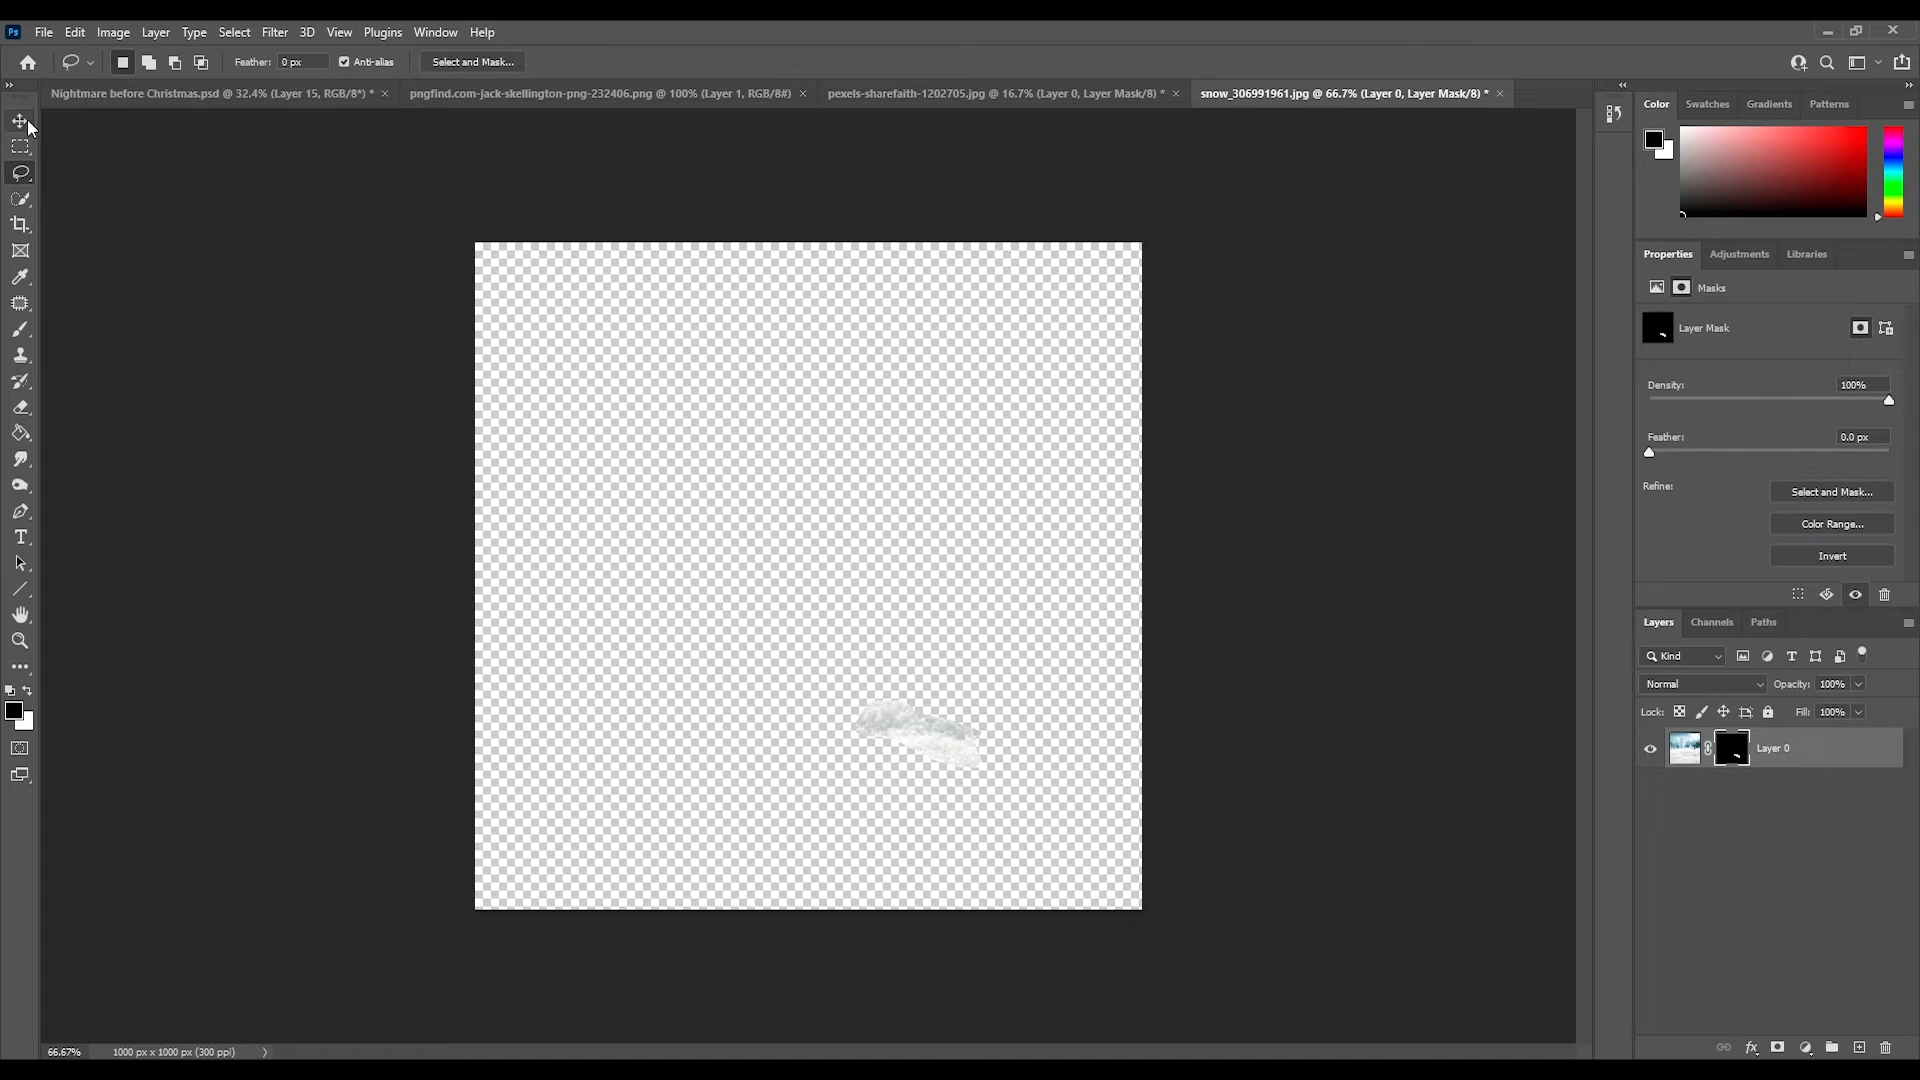 Ps File Edit Image Layer Type Select Filter 3D View Plugins Window Help
Feather: 0 px Anti-alias Select and Mask...
Nightmare before Christmas.psd @ 32.4% (Layer 15, RGB/8*) * ×
pngfind.com-jack-skellington-png-232406.png @ 100% (Layer 1, RGB/8#) ×
pexels-sharefaith-1202705.jpg @ 16.7% (Layer 0, Layer Mask/8) * ×
snow_306991961.jpg @ 66.7% (Layer 0, Layer Mask/8) * ×
Color Swatches Gradients Patterns
Properties Adjustments Libraries
Masks
Layer Mask
Density: 100%
Feather: 0.0 px
Refine: Select and Mask...
Color Range...
Invert
Layers Channels Paths
Kind
Normal Opacity: 100%
Lock: Fill: 100%
Layer 0
66.67% 1000 px x 1000 px (300 ppi)